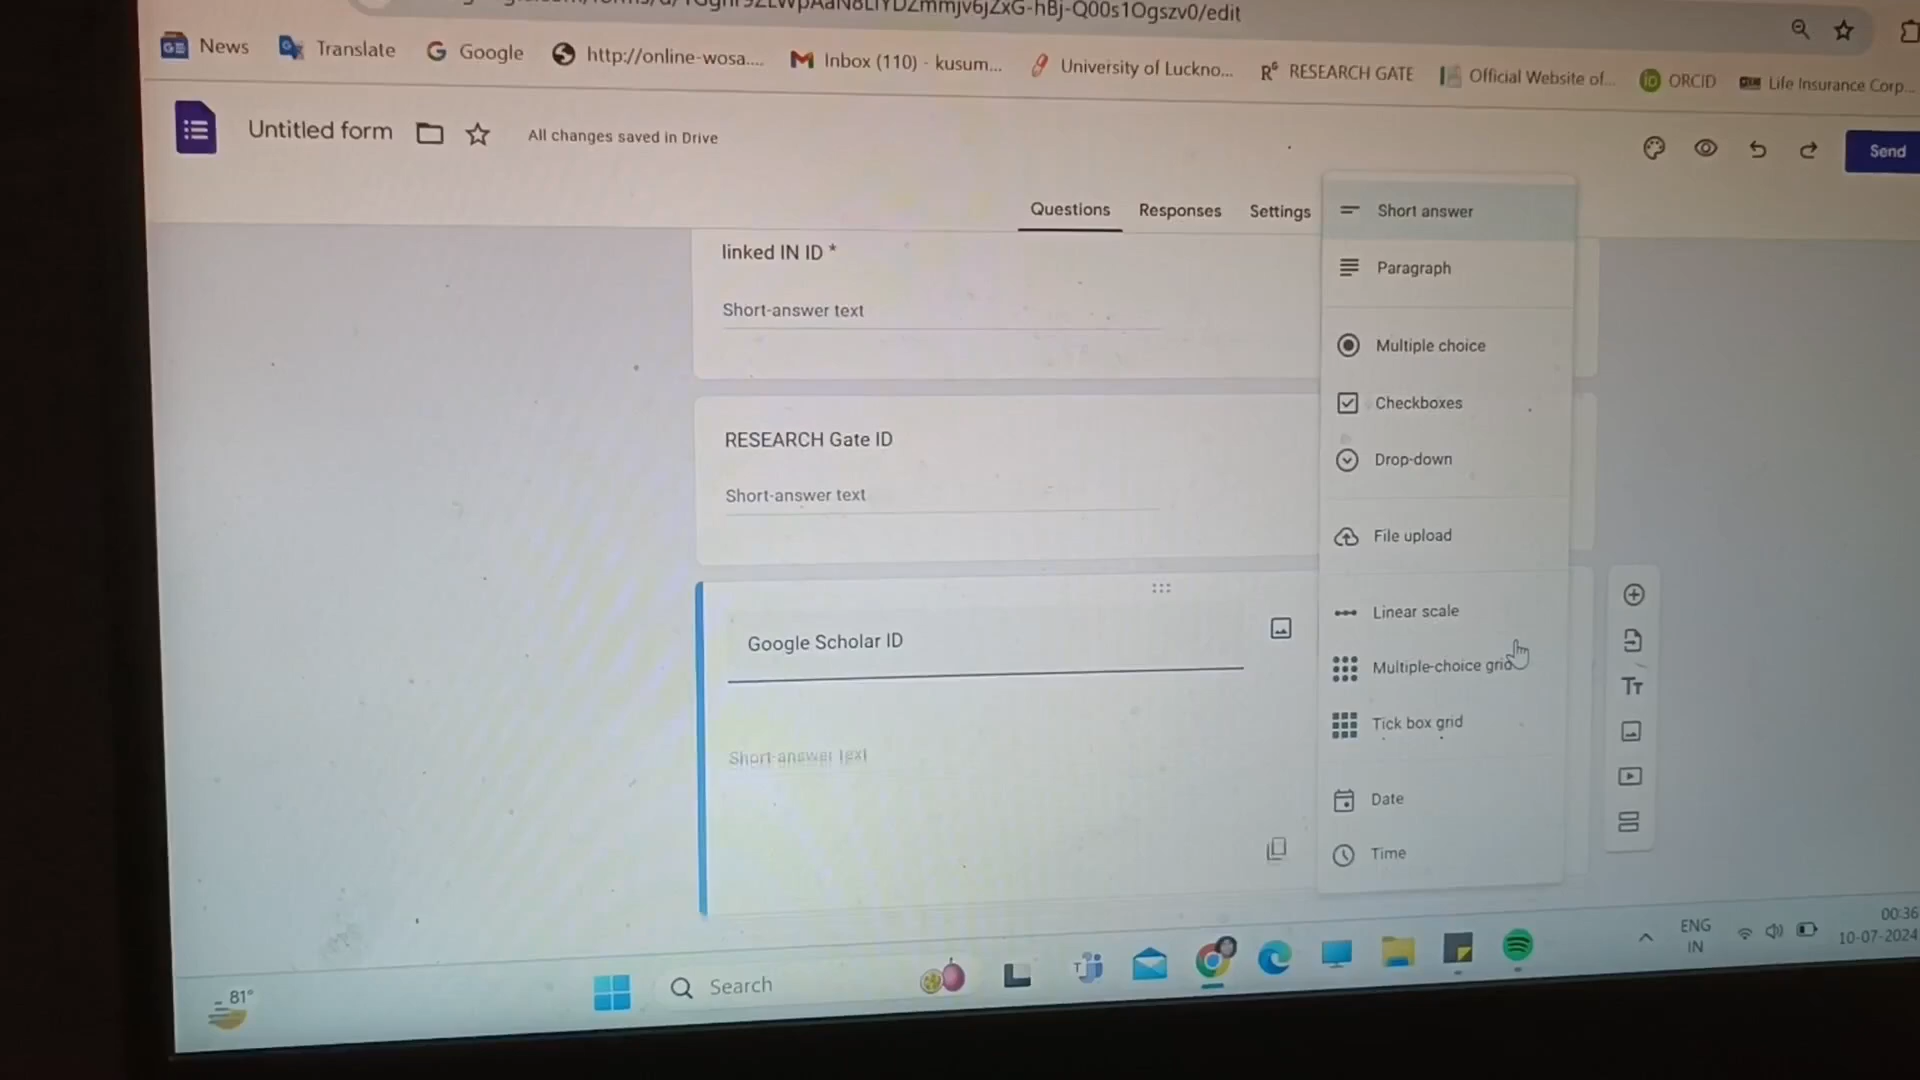 /edit
News
Translate
Google
http://online-wosa....
Inbox (110) - kusum...
University of Luckno...
RESEARCH GATE
Official Website of...
ORCID
Life Insurance Corp...
Untitled form
All changes saved in Drive
Send
Questions
Responses
Settings
linked IN ID *
Short-answer text
RESEARCH Gate ID
Short-answer text
Google Scholar ID
Short-answer text
Short answer
Paragraph
Multiple choice
Checkboxes
Drop-down
File upload
Linear scale
Multiple-choice grid
Tick box grid
Date
Time
81°
Search
ENG
IN
00:36
10-07-2024